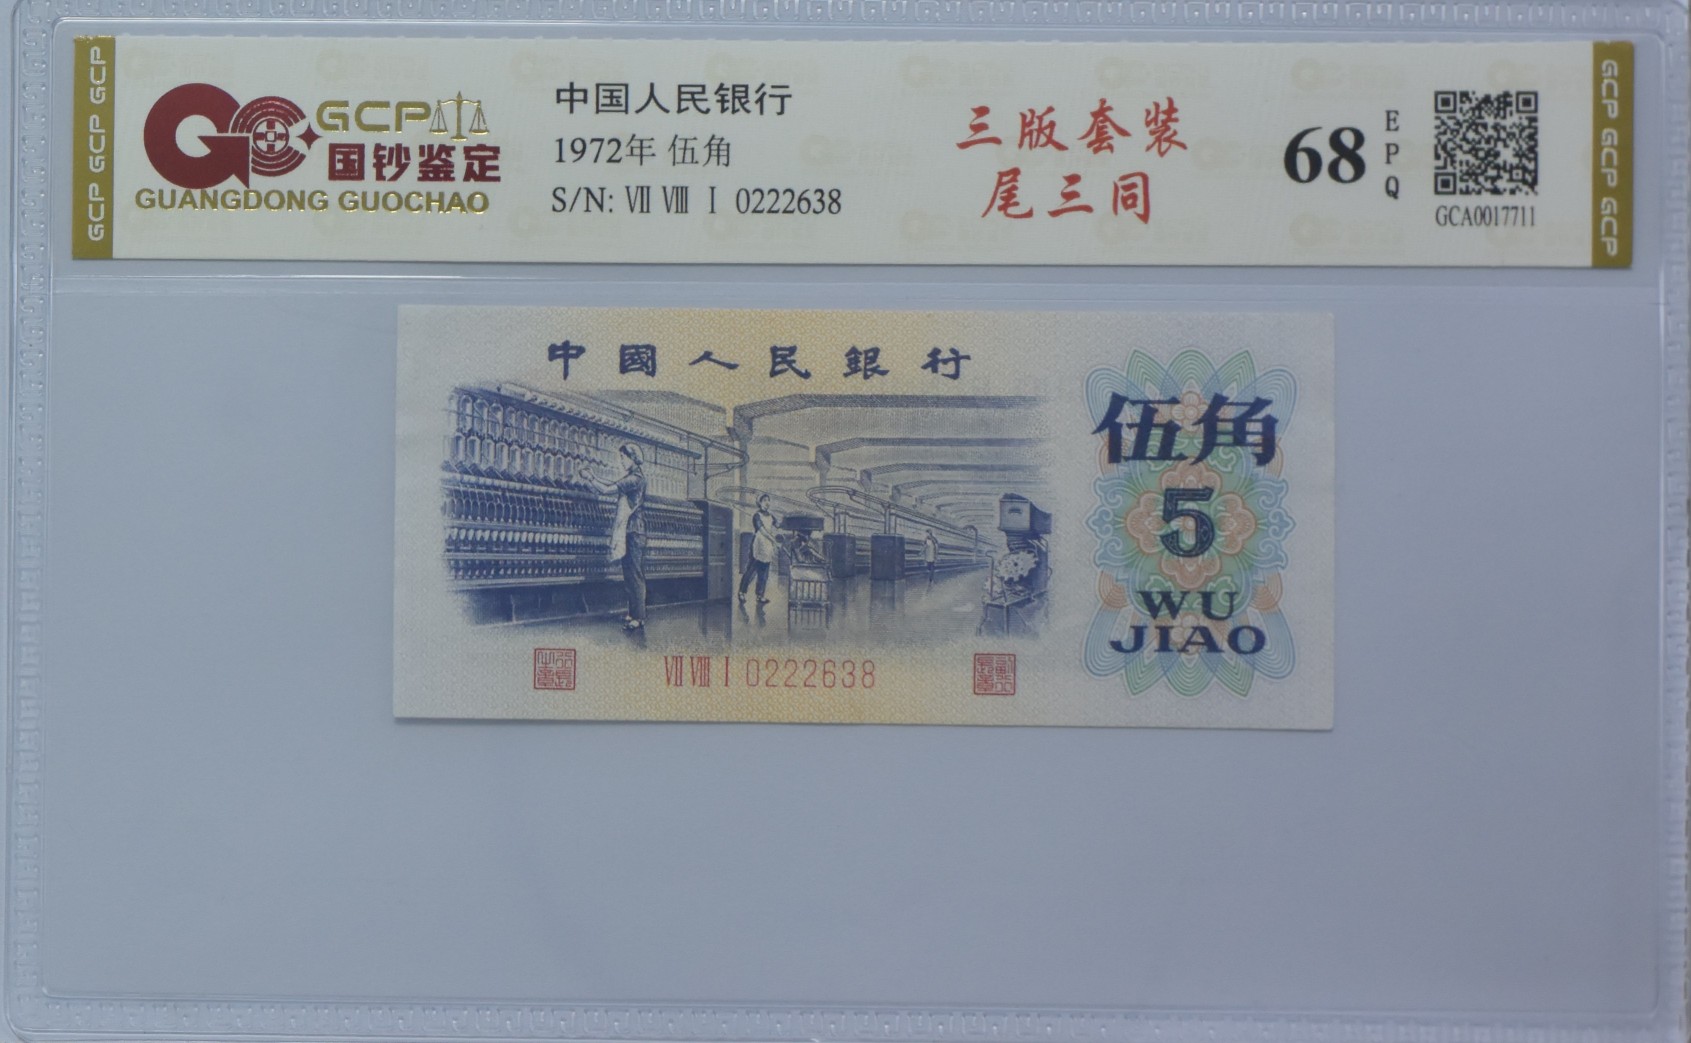 GCP
国钞鉴定
GUANGDONG GUOCHAO
中国人民银行
1972年 伍角
S/N: Ⅶ Ⅷ Ⅰ 0222638
三版套装
尾三同
68
EPQ
GCA0017711
GCP GCP GCP
GCP GCP GCP
中國人民銀行
伍角
5
WU
JIAO
Ⅶ Ⅷ Ⅰ 0222638